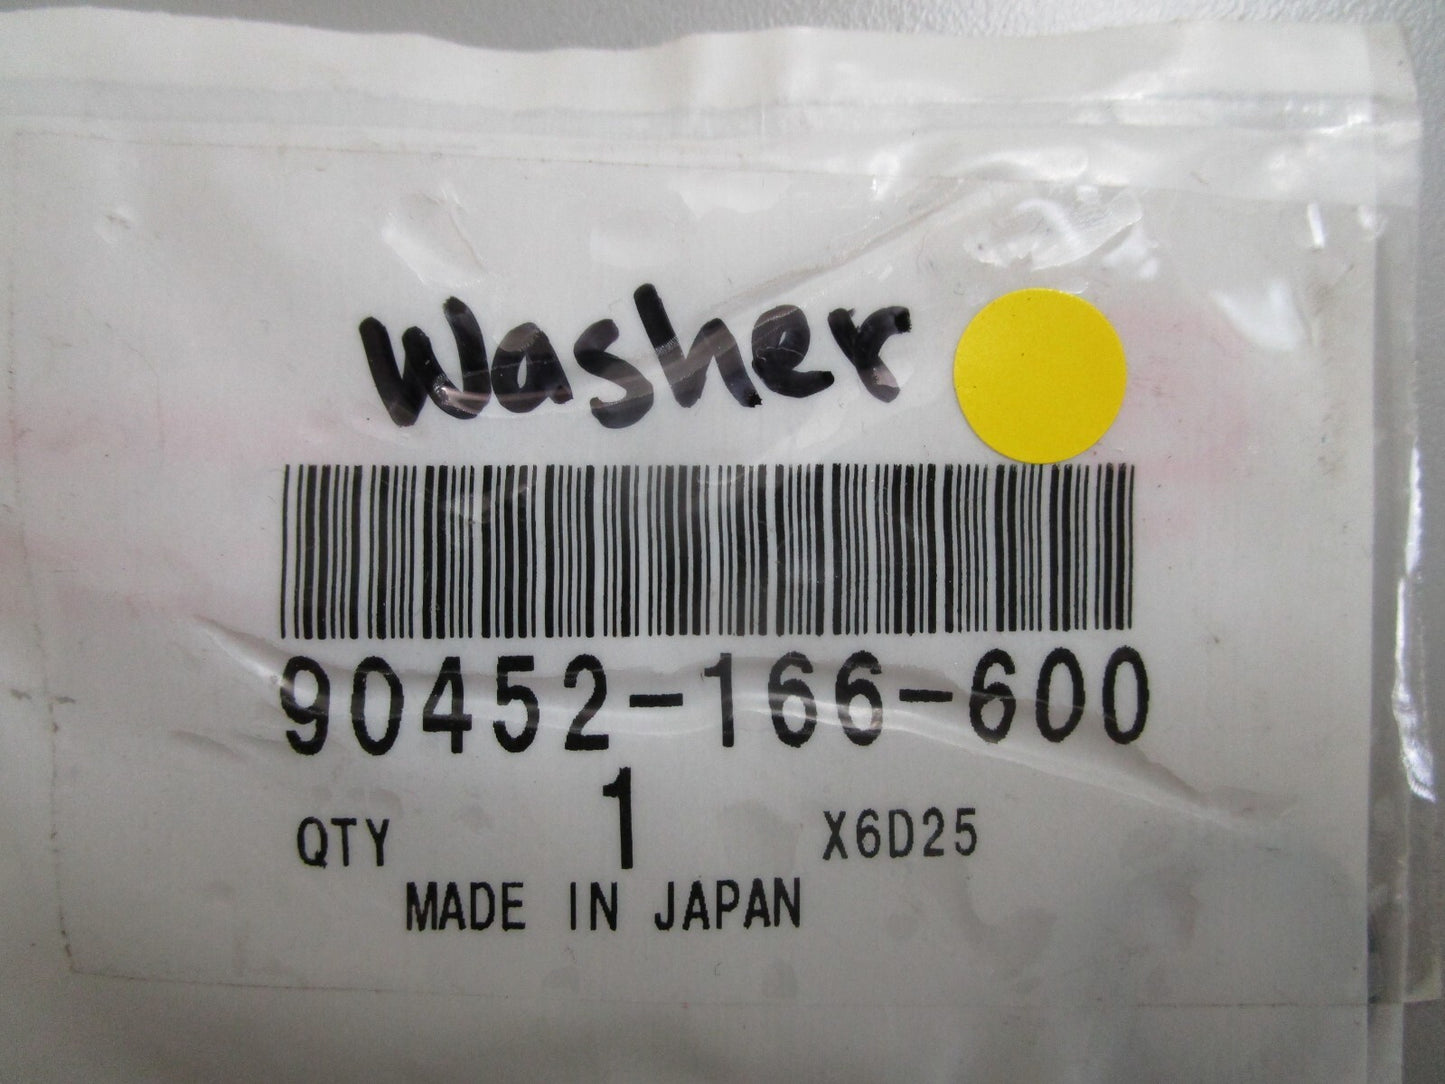 Washer
90452-166-600
QTY 1 X6D25
MADE IN JAPAN